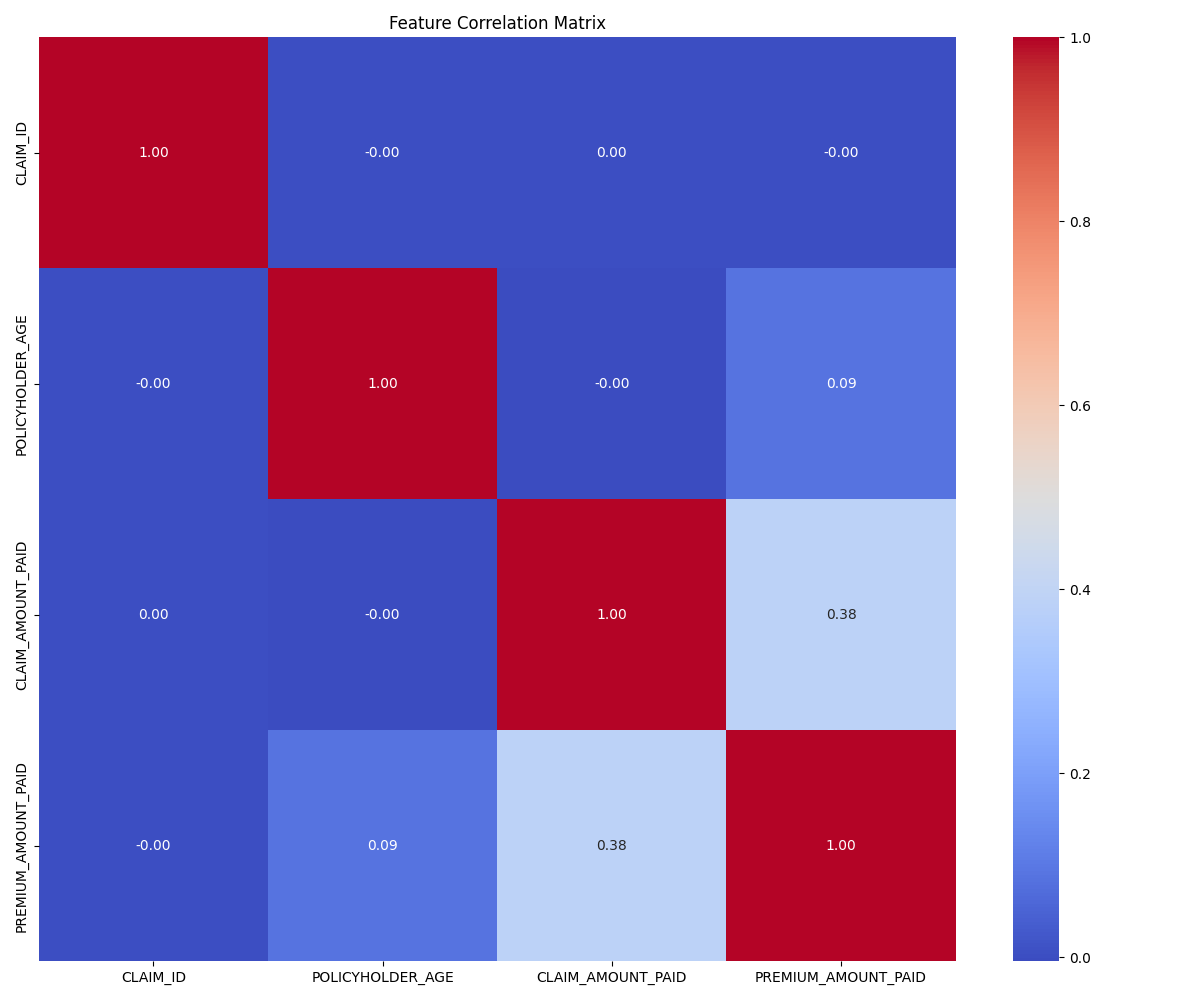 Feature Correlation Matrix
CLAIM_ID
1.00 -0.00 0.00 -0.00
POLICYHOLDER_AGE
-0.00 1.00 -0.00 0.09
CLAIM_AMOUNT_PAID
0.00 -0.00 1.00 0.38
PREMIUM_AMOUNT_PAID
-0.00 0.09 0.38 1.00
CLAIM_ID POLICYHOLDER_AGE CLAIM_AMOUNT_PAID PREMIUM_AMOUNT_PAID
1.0
0.8
0.6
0.4
0.2
0.0